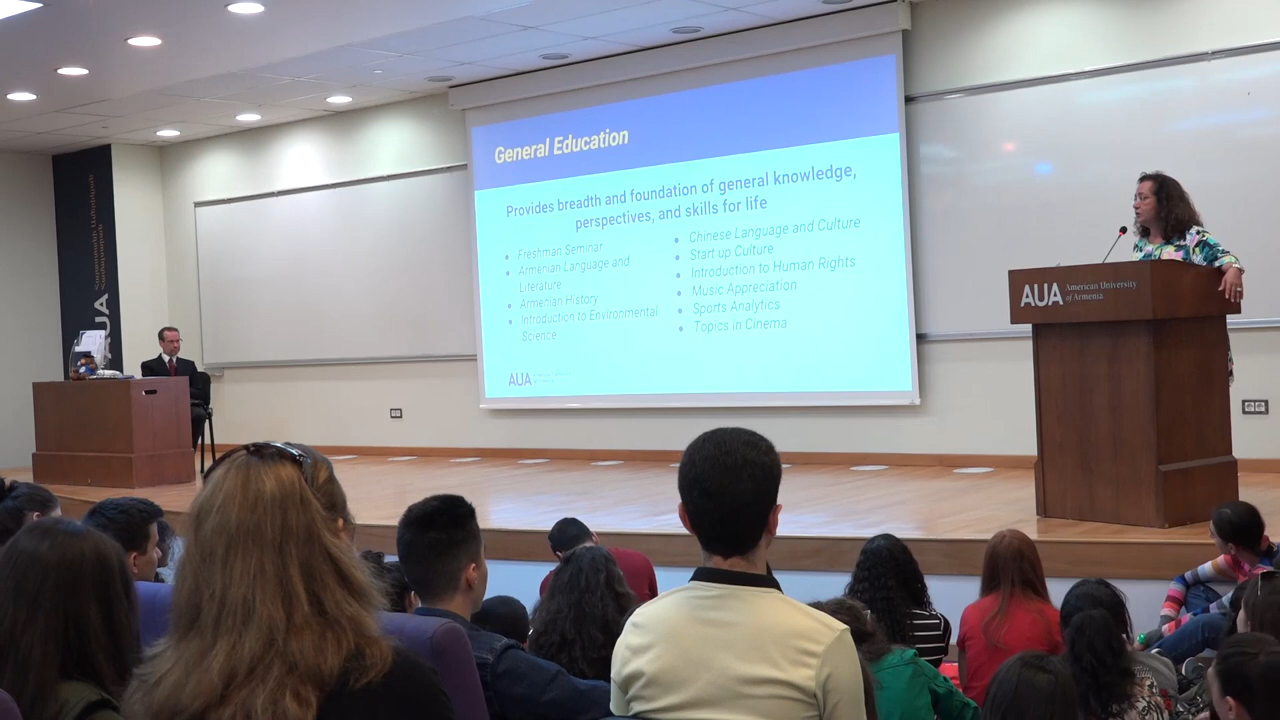 General Education
Provides breadth and foundation of general knowledge,
perspectives, and skills for life
Freshman Seminar
Armenian Language and
Literature
Armenian History
Introduction to Environmental
Science
Chinese Language and Culture
Start up Culture
Introduction to Human Rights
Music Appreciation
Sports Analytics
Topics in Cinema
AUA
AUA
American University
of Armenia
AUA